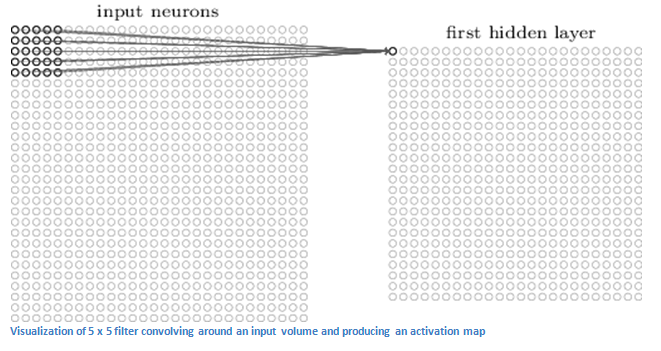 input neurons
first hidden layer
Visualization of 5 x 5 filter convolving around an input volume and producing an activation map